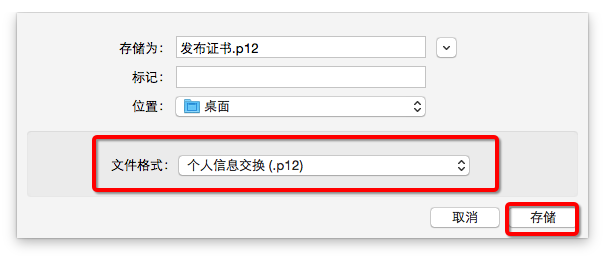 存储为： 发布证书.p12
标记：
位置： 桌面
文件格式： 个人信息交换 (.p12)
取消 存储